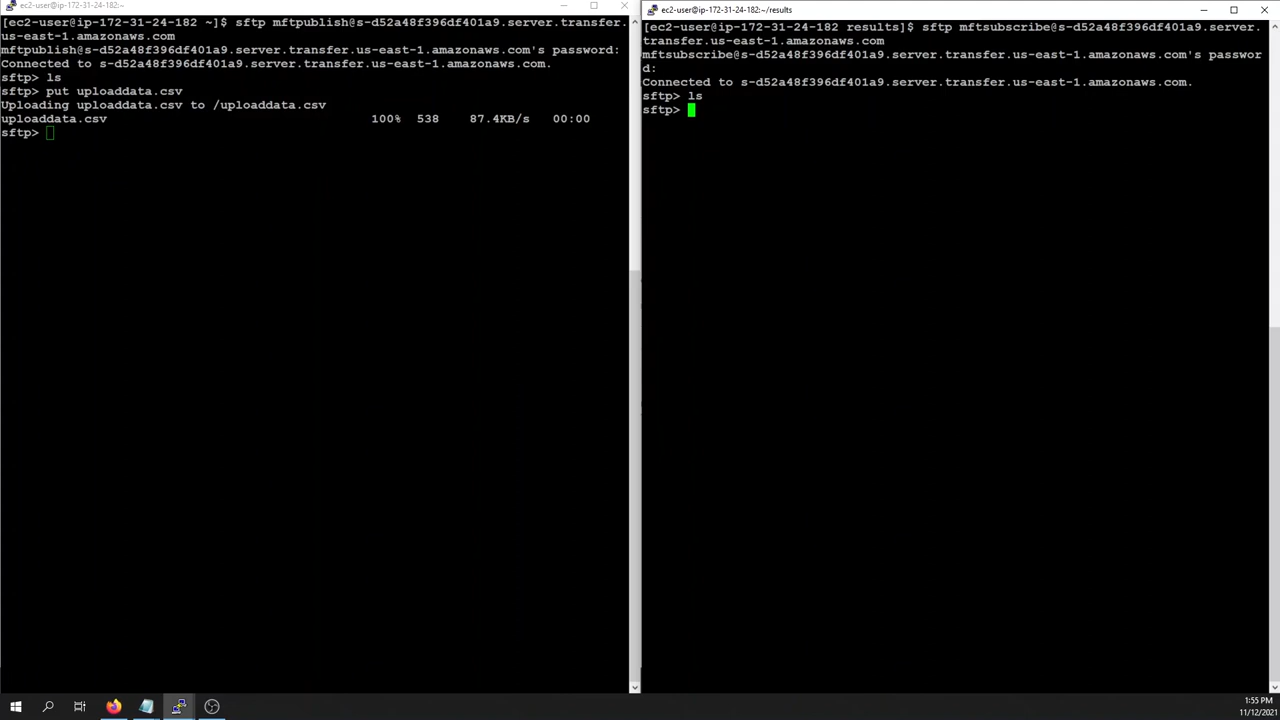 ec2-user@ip-172-31-24-182:~
[ec2-user@ip-172-31-24-182 ~]$ sftp mftpublish@s-d52a48f396df401a9.server.transfer.
us-east-1.amazonaws.com
mftpublish@s-d52a48f396df401a9.server.transfer.us-east-1.amazonaws.com's password:
Connected to s-d52a48f396df401a9.server.transfer.us-east-1.amazonaws.com.
sftp> ls
sftp> put uploaddata.csv
Uploading uploaddata.csv to /uploaddata.csv
uploaddata.csv 100% 538 87.4KB/s 00:00
sftp>
ec2-user@ip-172-31-24-182:~/results
[ec2-user@ip-172-31-24-182 results]$ sftp mftsubscribe@s-d52a48f396df401a9.server.
transfer.us-east-1.amazonaws.com
mftsubscribe@s-d52a48f396df401a9.server.transfer.us-east-1.amazonaws.com's passwor
d:
Connected to s-d52a48f396df401a9.server.transfer.us-east-1.amazonaws.com.
sftp> ls
sftp>
1:55 PM
11/12/2021